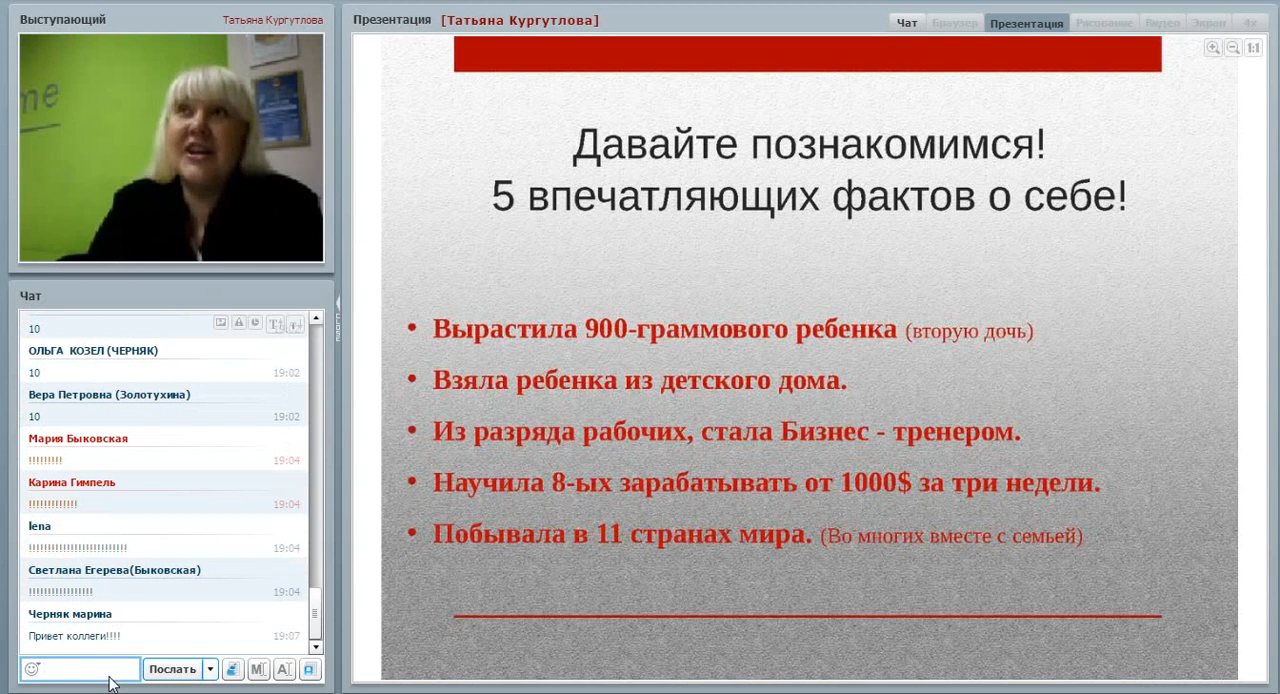 Выступающий
Татьяна Кургутлова
me
Чат
10
ОЛЬГА КОЗЕЛ (ЧЕРНЯК)
10 19:02
Вера Петровна (Золотухина)
10 19:02
Мария Быковская
!!!!!!!!! 19:04
Карина Гимпель
!!!!!!!!!!!!! 19:04
lena
!!!!!!!!!!!!!!!!!!!!!!!!!! 19:04
Светлана Егерева(Быковская)
!!!!!!!!!!!!!!!!! 19:04
Черняк марина
Привет коллеги!!!! 19:07
Послать
Презентация [Татьяна Кургутлова]
Чат Браузер Презентация Рисование Видео Экран 4x
1:1
Давайте познакомимся!
5 впечатляющих фактов о себе!
• Вырастила 900-граммового ребенка (вторую дочь)
• Взяла ребенка из детского дома.
• Из разряда рабочих, стала Бизнес - тренером.
• Научила 8-ых зарабатывать от 1000$ за три недели.
• Побывала в 11 странах мира. (Во многих вместе с семьей)